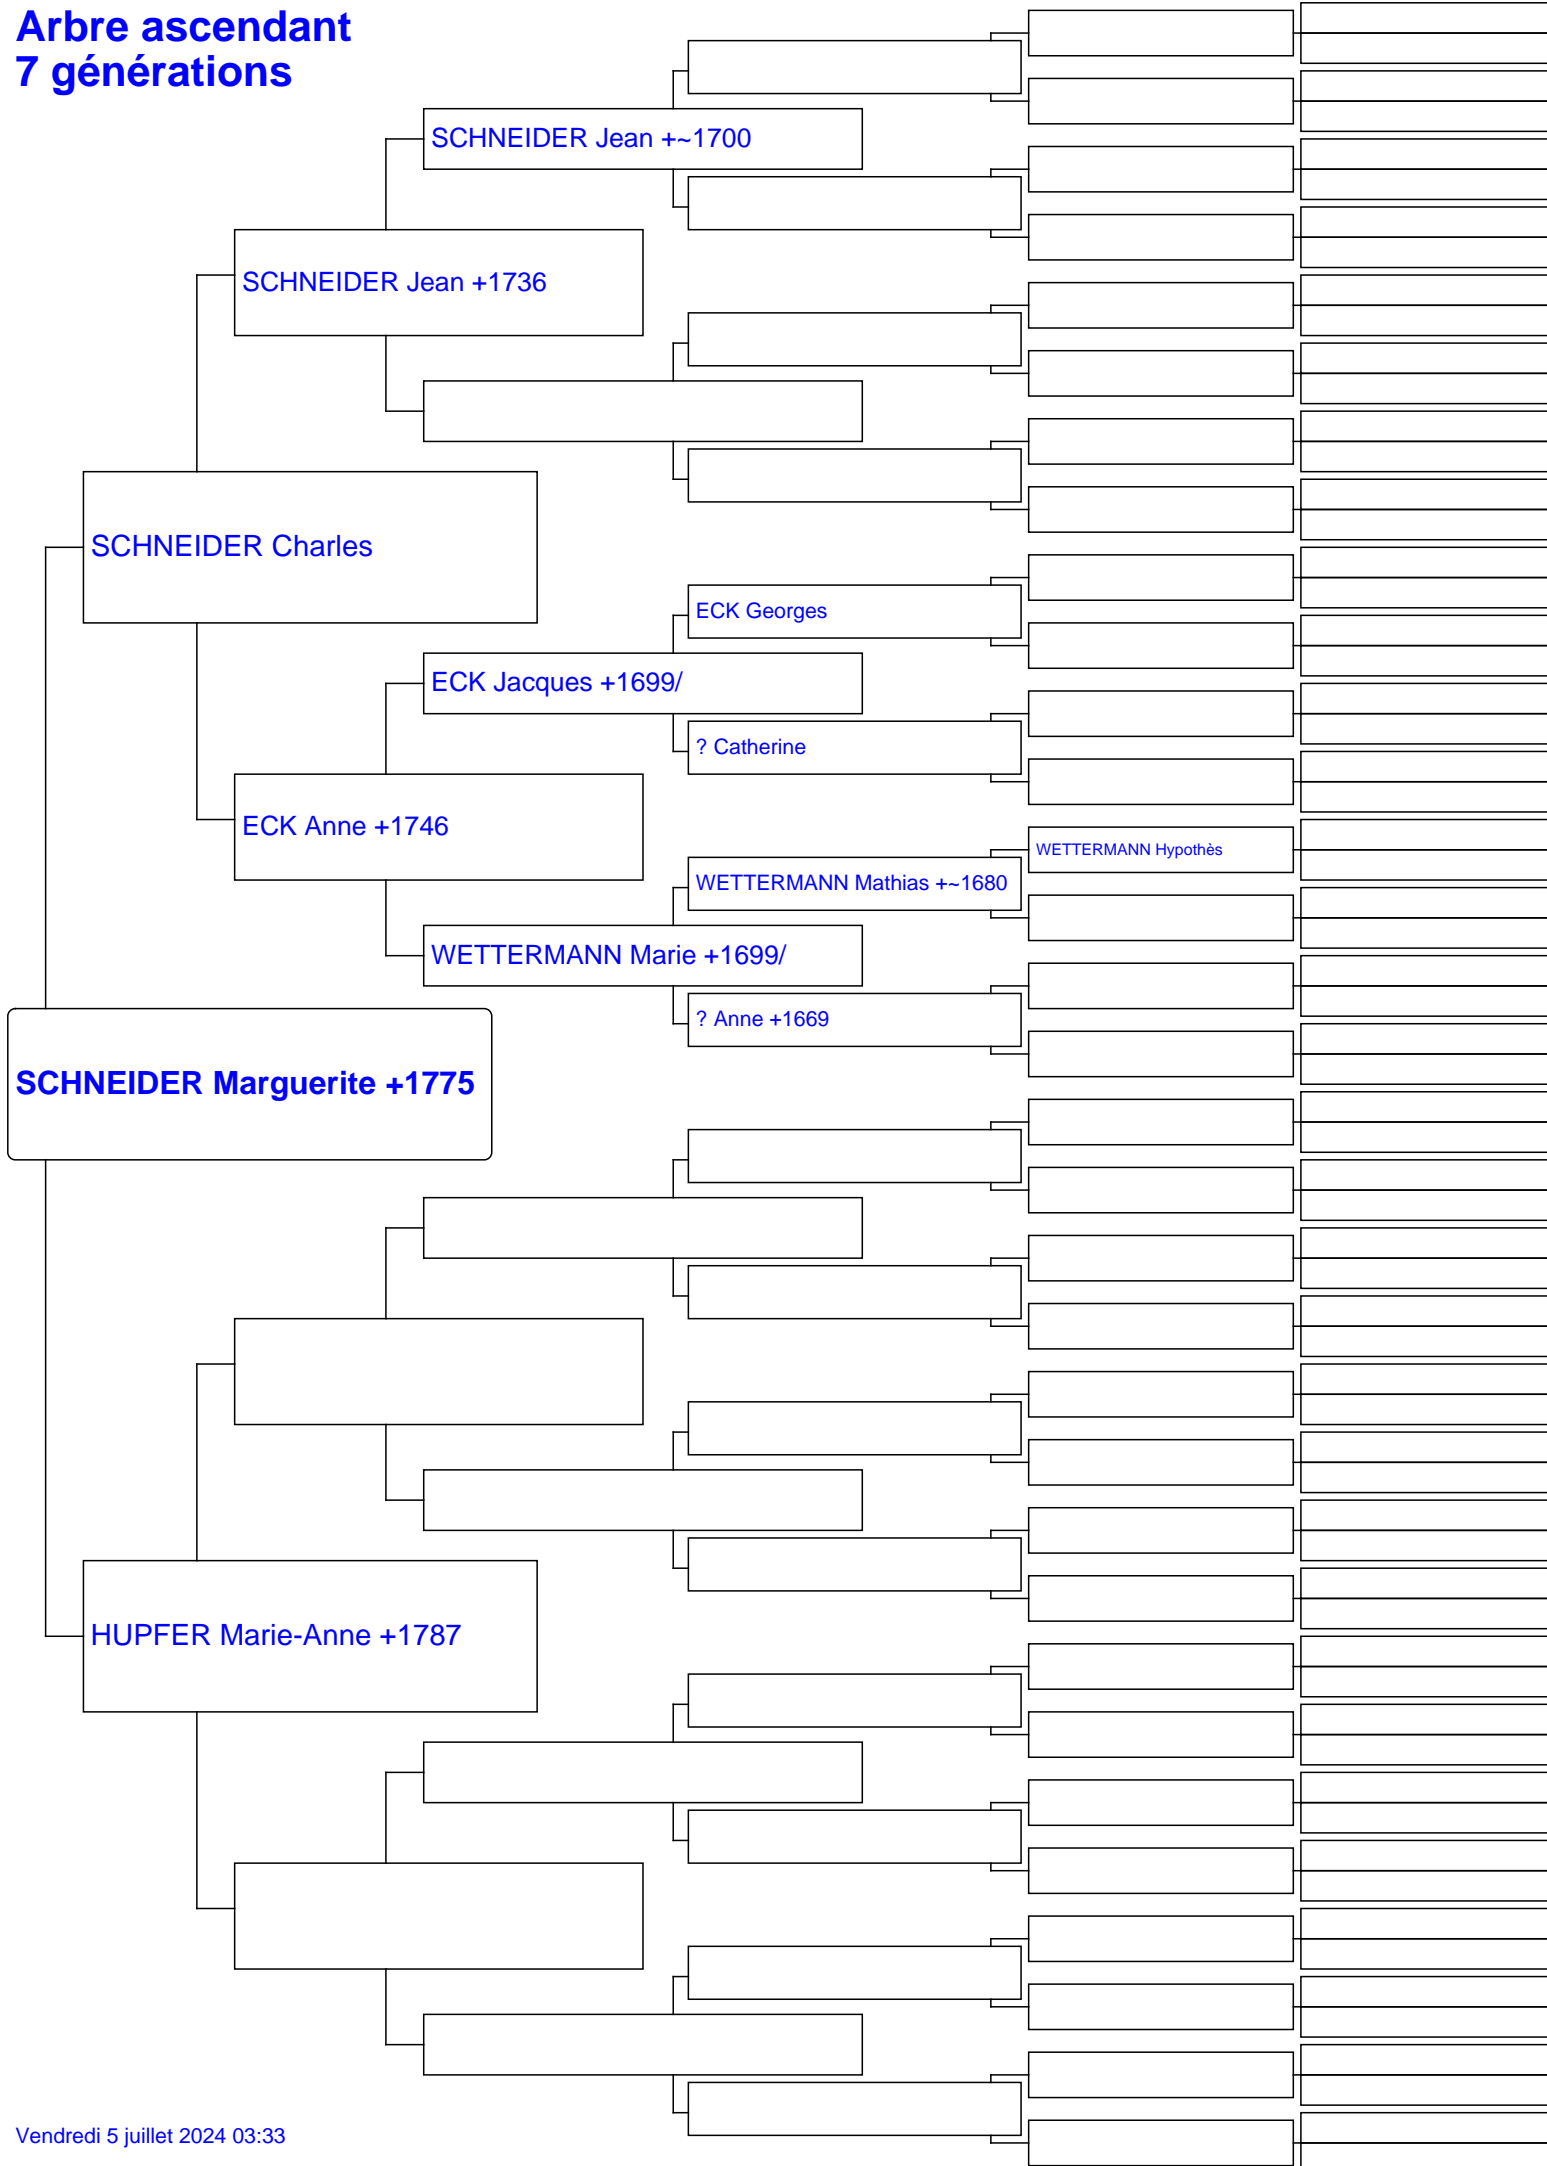 Arbre ascendant
7 générations
SCHNEIDER Jean +~1700
SCHNEIDER Jean +1736
SCHNEIDER Charles
ECK Georges
ECK Jacques +1699/
? Catherine
ECK Anne +1746
WETTERMANN Hypothès
WETTERMANN Mathias +~1680
WETTERMANN Marie +1699/
? Anne +1669
SCHNEIDER Marguerite +1775
HUPFER Marie-Anne +1787
Vendredi 5 juillet 2024 03:33